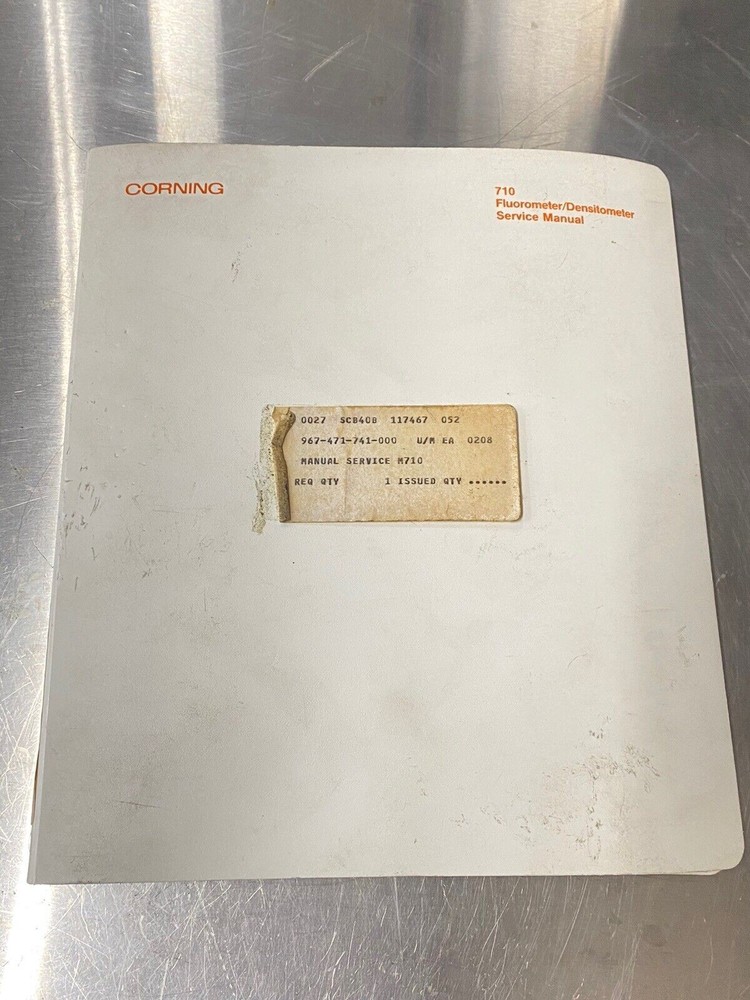 CORNING
710
Fluorometer/Densitometer
Service Manual
0027 SCB40B 117467 052
967-471-741-000 U/M EA 0208
MANUAL SERVICE M710
REQ QTY 1 ISSUED QTY ......